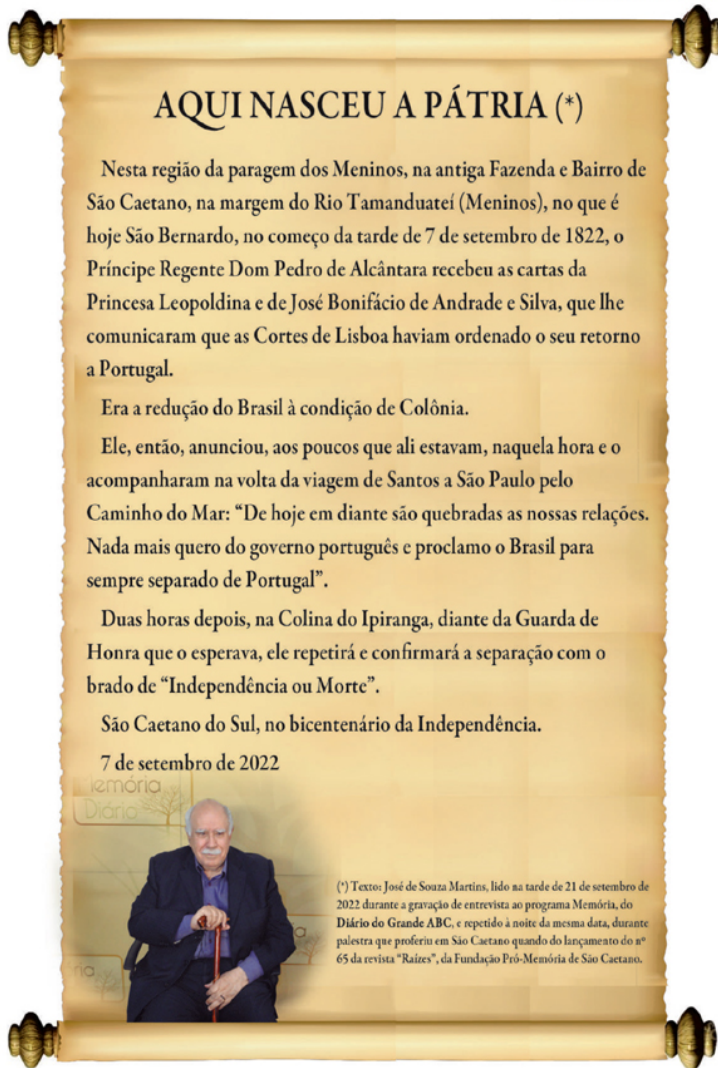 AQUI NASCEU A PÁTRIA (*)
Nesta região da paragem dos Meninos, na antiga Fazenda e Bairro de
São Caetano, na margem do Rio Tamanduateí (Meninos), no que é
hoje São Bernardo, no começo da tarde de 7 de setembro de 1822, o
Príncipe Regente Dom Pedro de Alcântara recebeu as cartas da
Princesa Leopoldina e de José Bonifácio de Andrade e Silva, que lhe
comunicaram que as Cortes de Lisboa haviam ordenado o seu retorno
a Portugal.
Era a redução do Brasil à condição de Colônia.
Ele, então, anunciou, aos poucos que ali estavam, naquela hora e o
acompanharam na volta da viagem de Santos a São Paulo pelo
Caminho do Mar: “De hoje em diante são quebradas as nossas relações.
Nada mais quero do governo português e proclamo o Brasil para
sempre separado de Portugal”.
Duas horas depois, na Colina do Ipiranga, diante da Guarda de
Honra que o esperava, ele repetirá e confirmará a separação com o
brado de “Independência ou Morte”.
São Caetano do Sul, no bicentenário da Independência.
7 de setembro de 2022
emória
Diário
(*) Texto: José de Souza Martins, lido na tarde de 21 de setembro de
2022 durante a gravação de entrevista ao programa Memória, do
Diário do Grande ABC, e repetido à noite da mesma data, durante
palestra que proferiu em São Caetano quando do lançamento do nº
65 da revista “Raízes”, da Fundação Pró-Memória de São Caetano.